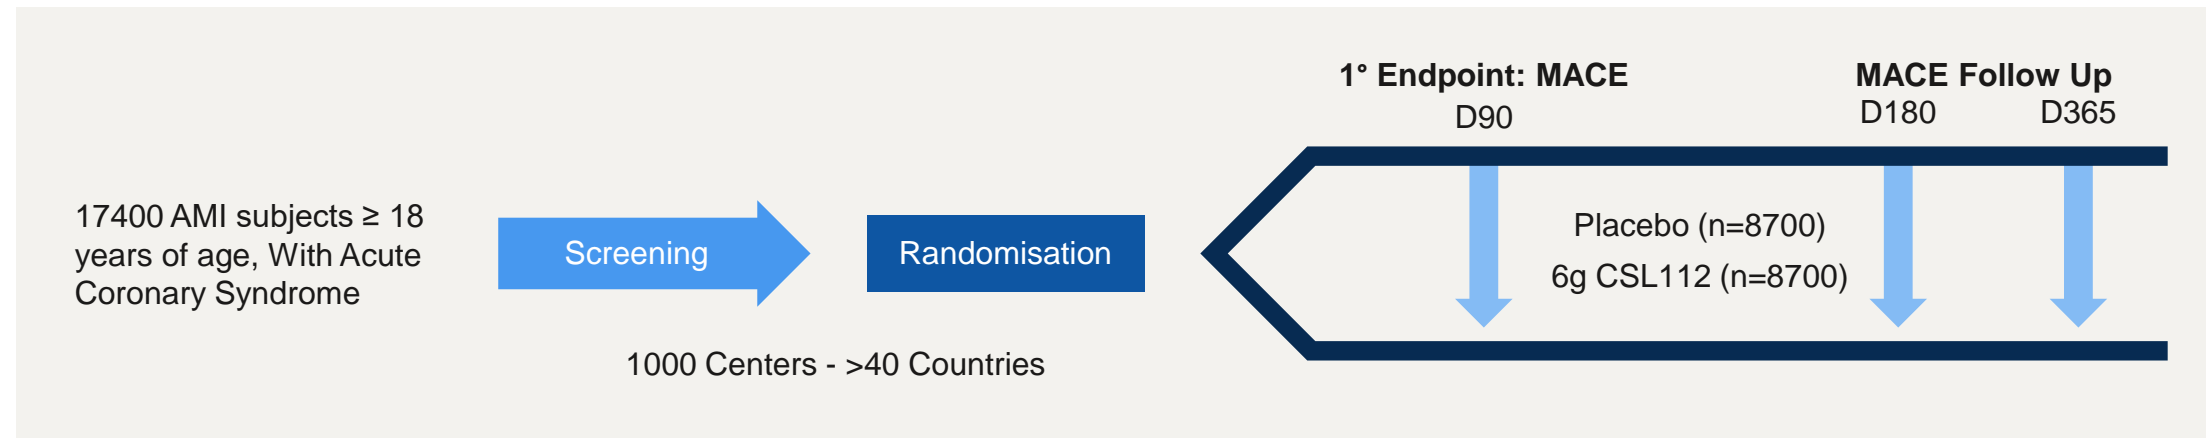 17400 AMI subjects ≥ 18
years of age, With Acute
Coronary Syndrome
Screening
Randomisation
1000 Centers - >40 Countries
1° Endpoint: MACE
D90
MACE Follow Up
D180 D365
Placebo (n=8700)
6g CSL112 (n=8700)